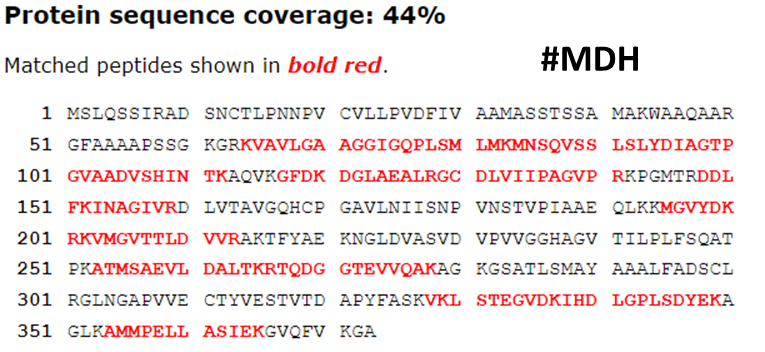 Protein sequence coverage: 44%
Matched peptides shown in bold red.
#MDH
1 MSLQSSIRAD SNCTLPNNPV CVLLPVDFIV AAMASSTSSA MAKWAAQAAR
51 GFAAAAPSSG KGRKVAVLGA AGGIGQPLSM LMKMNSQVSS LSLYDIAGTP
101 GVAADVSHIN TKAQVKGFDK DGLAEALRGC DLVIIPAGVP RKPGMTRDDL
151 FKINAGIVRD LVTAVGQHCP GAVLNIISNP VNSTVPIAAE QLKKMGVYDK
201 RKVMGVTTLD VVRAKTFYAE KNGLDVASVD VPVVGGHAGV TILPLFSQAT
251 PKATMSAEVL DALTKRTQDG GTEVVQAKAG KGSATLSMAY AAALFADSCL
301 RGLNGAPVVE CTYVESTVTD APYFASKVKL STEGVDKIHD LGPLSDYEKA
351 GLKAMMPELL ASIEKGVQFV KGA